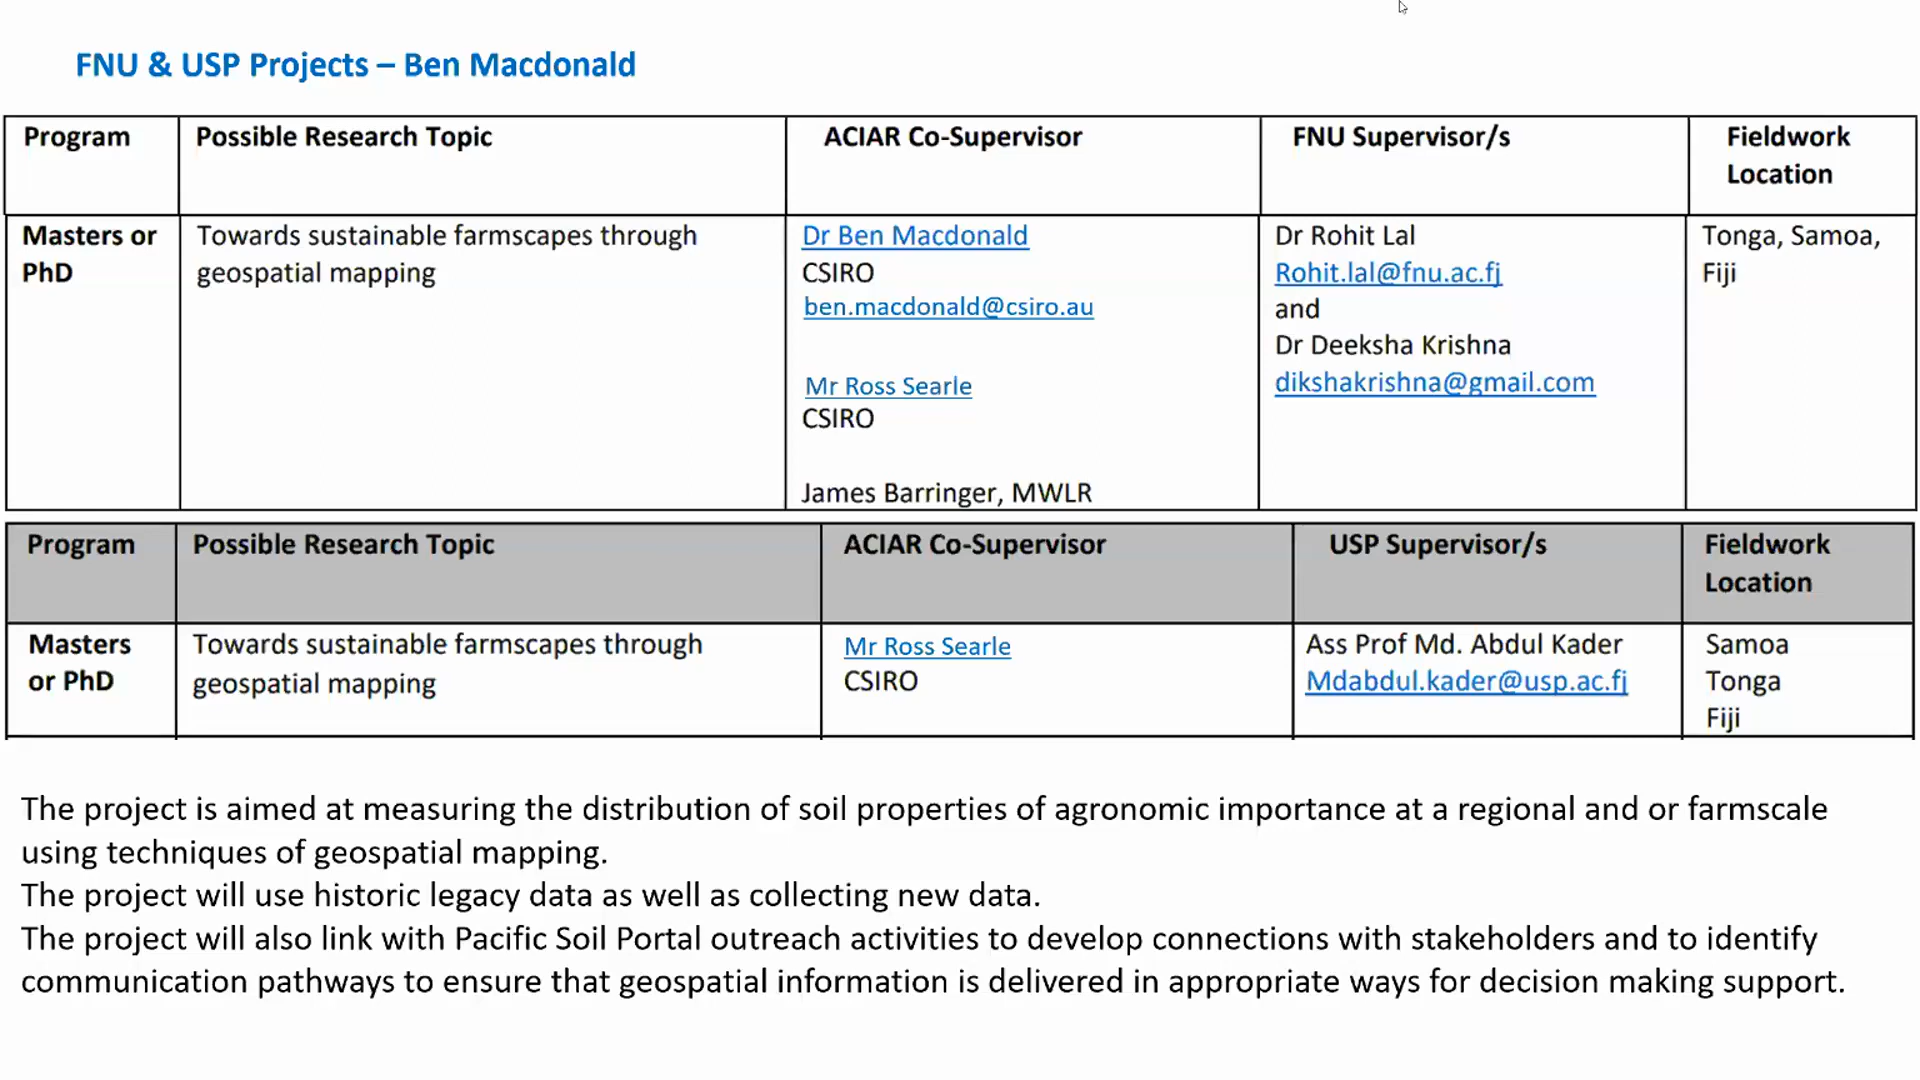 FNU & USP Projects – Ben Macdonald
Program
Possible Research Topic
ACIAR Co-Supervisor
FNU Supervisor/s
Fieldwork
Location
Masters or
PhD
Towards sustainable farmscapes through
geospatial mapping
Dr Ben Macdonald
CSIRO
ben.macdonald@csiro.au
Mr Ross Searle
CSIRO
James Barringer, MWLR
Dr Rohit Lal
Rohit.lal@fnu.ac.fj
and
Dr Deeksha Krishna
dikshakrishna@gmail.com
Tonga, Samoa,
Fiji
Program
Possible Research Topic
ACIAR Co-Supervisor
USP Supervisor/s
Fieldwork
Location
Masters
or PhD
Towards sustainable farmscapes through
geospatial mapping
Mr Ross Searle
CSIRO
Ass Prof Md. Abdul Kader
Mdabdul.kader@usp.ac.fj
Samoa
Tonga
Fiji
The project is aimed at measuring the distribution of soil properties of agronomic importance at a regional and or farmscale
using techniques of geospatial mapping.
The project will use historic legacy data as well as collecting new data.
The project will also link with Pacific Soil Portal outreach activities to develop connections with stakeholders and to identify
communication pathways to ensure that geospatial information is delivered in appropriate ways for decision making support.